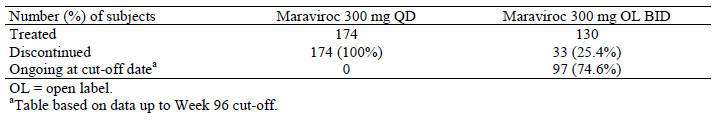 Number (%) of subjects Maraviroc 300 mg QD Maraviroc 300 mg OL BID
Treated 174 130
Discontinued 174 (100%) 33 (25.4%)
Ongoing at cut-off dateᵃ 0 97 (74.6%)
OL = open label.
ᵃTable based on data up to Week 96 cut-off.